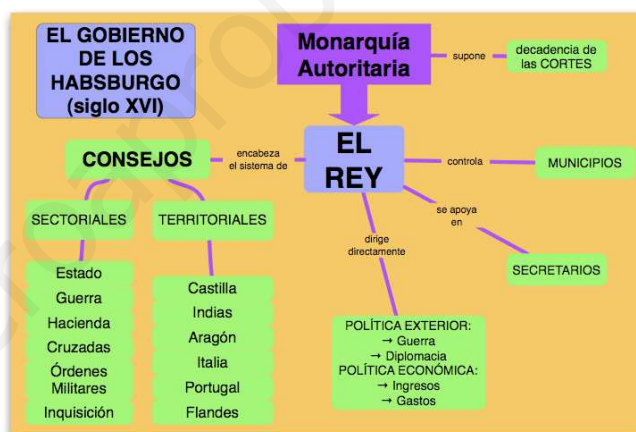 EL GOBIERNO
DE LOS
HABSBURGO
(siglo XVI)
Monarquía
Autoritaria
supone
decadencia de
las CORTES
CONSEJOS
encabeza
el sistema de
EL
REY
controla
MUNICIPIOS
SECTORIALES
TERRITORIALES
se apoya
en
SECRETARIOS
dirige
directamente
Estado
Guerra
Hacienda
Cruzadas
Órdenes
Militares
Inquisición
Castilla
Indias
Aragón
Italia
Portugal
Flandes
POLÍTICA EXTERIOR:
→ Guerra
→ Diplomacia
POLÍTICA ECONÓMICA:
→ Ingresos
→ Gastos